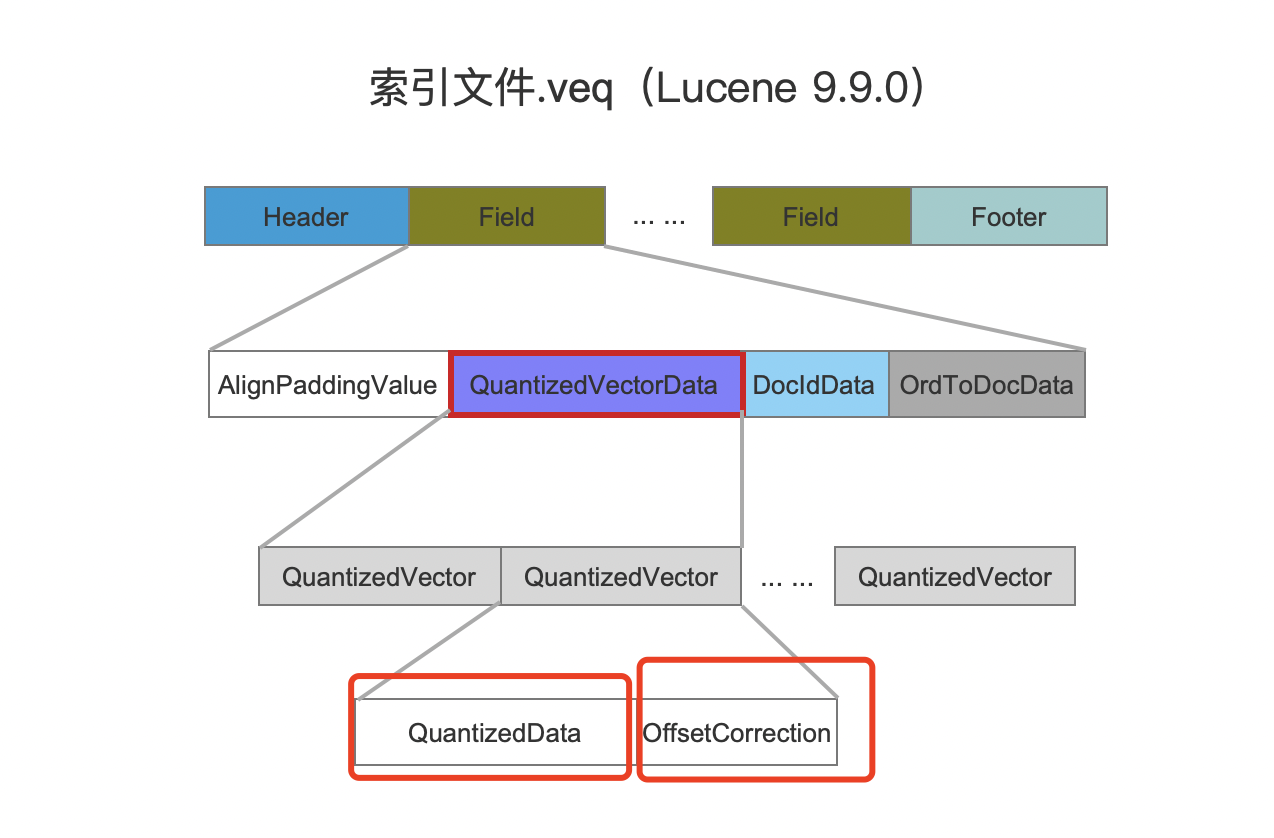 索引文件.veq（Lucene 9.9.0）
Header Field ... ... Field Footer
AlignPaddingValue QuantizedVectorData DocIdData OrdToDocData
QuantizedVector QuantizedVector ... ... QuantizedVector
QuantizedData OffsetCorrection